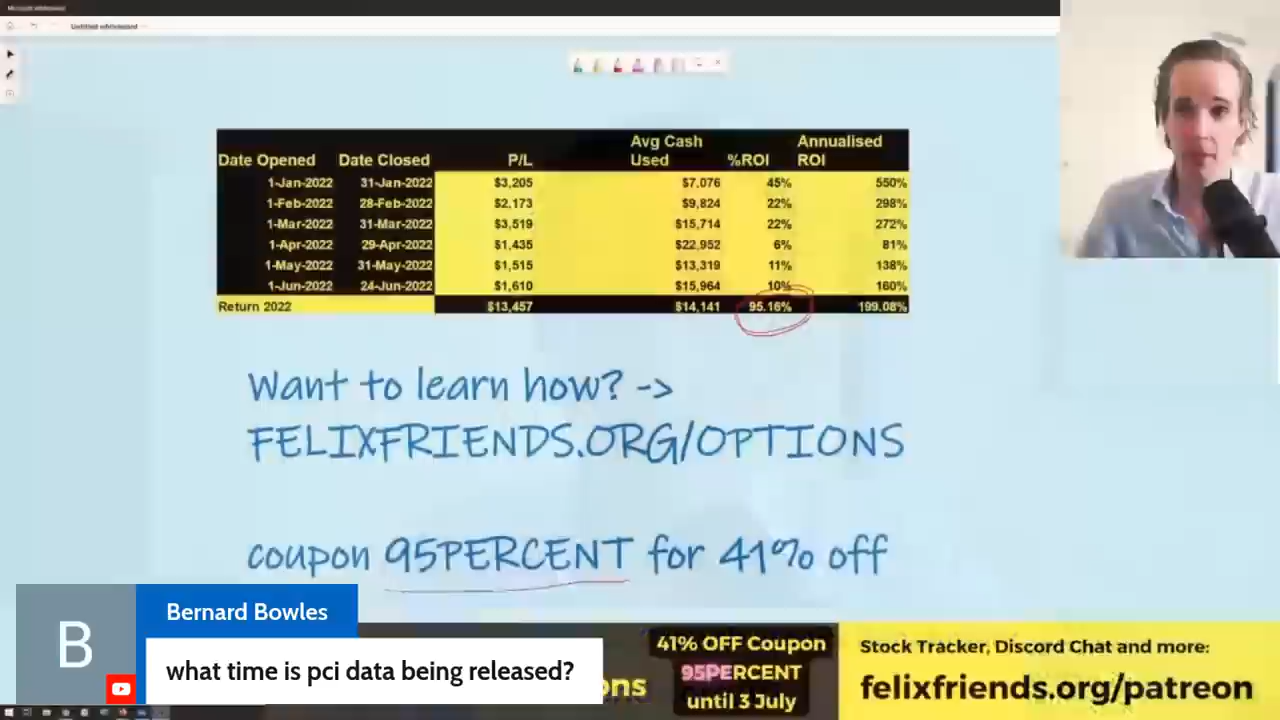 Microsoft Whiteboard
Untitled whiteboard
Date Opened Date Closed P/L Avg Cash Used %ROI Annualised ROI
1-Jan-2022 31-Jan-2022 $3,205 $7,076 45% 550%
1-Feb-2022 28-Feb-2022 $2,173 $9,824 22% 298%
1-Mar-2022 31-Mar-2022 $3,519 $15,714 22% 272%
1-Apr-2022 29-Apr-2022 $1,435 $22,952 6% 81%
1-May-2022 31-May-2022 $1,515 $13,319 11% 138%
1-Jun-2022 24-Jun-2022 $1,610 $15,964 10% 160%
Return 2022 $13,457 $14,141 95.16% 199.08%
Want to learn how? ->
FELIXFRIENDS.ORG/OPTIONS
coupon 95PERCENT for 41% off
B
Bernard Bowles
what time is pci data being released?
ons
41% OFF Coupon
95PERCENT
until 3 July
Stock Tracker, Discord Chat and more:
felixfriends.org/patreon